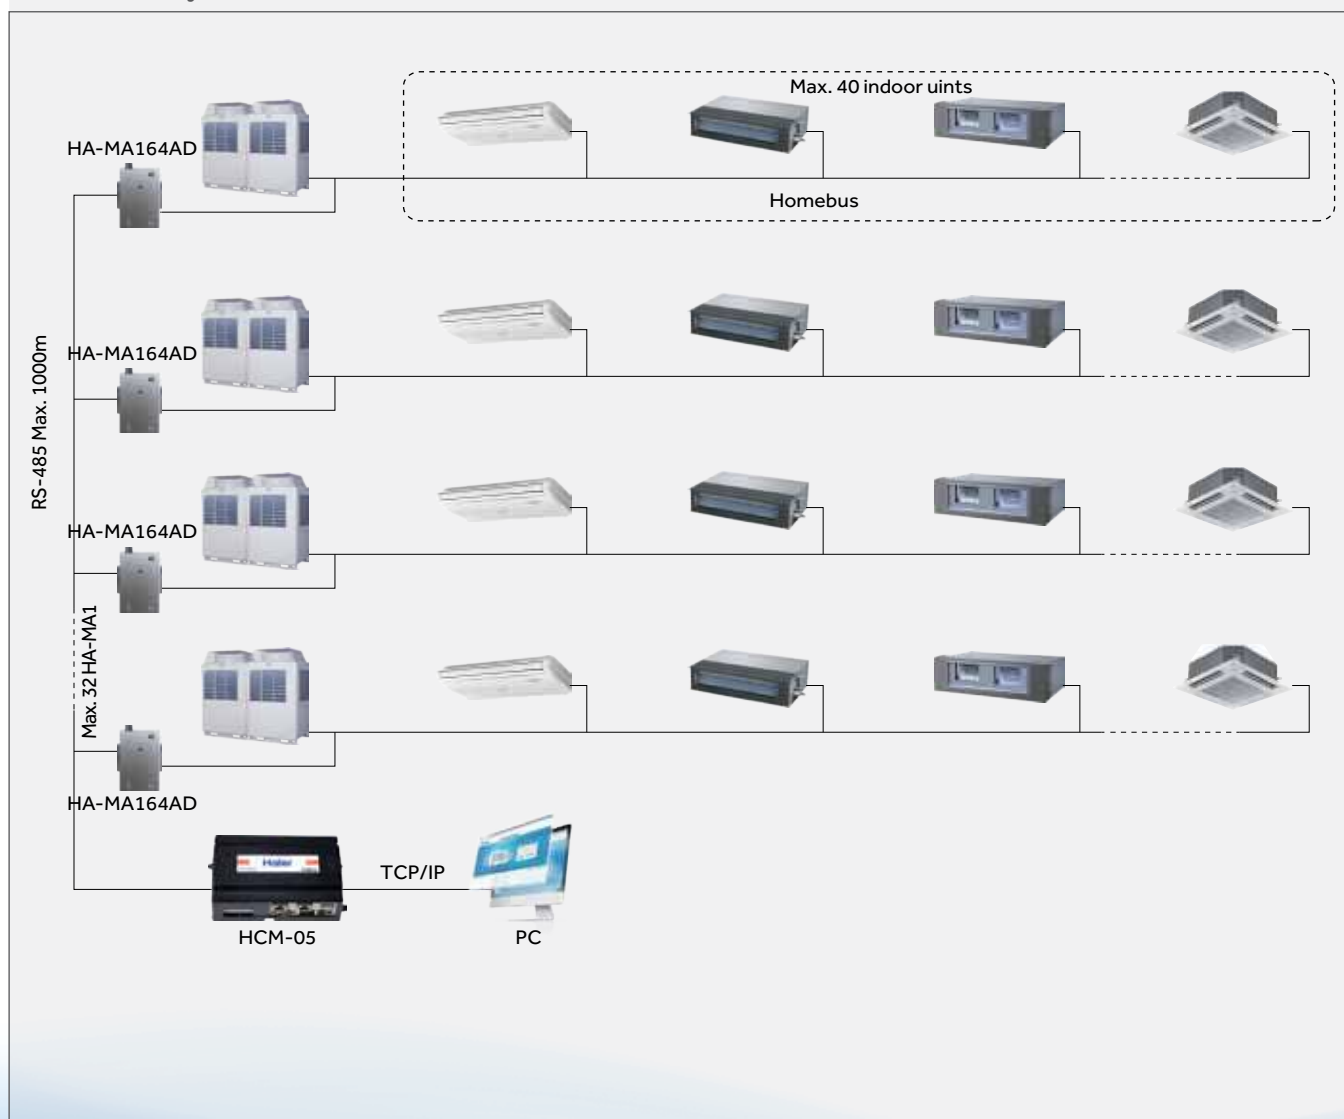 Max. 40 indoor uints
HA-MA164AD
Homebus
RS-485 Max. 1000m
HA-MA164AD
HA-MA164AD
Max. 32 HA-MA1
HA-MA164AD
Haier
TCP/IP
HCM-05
PC